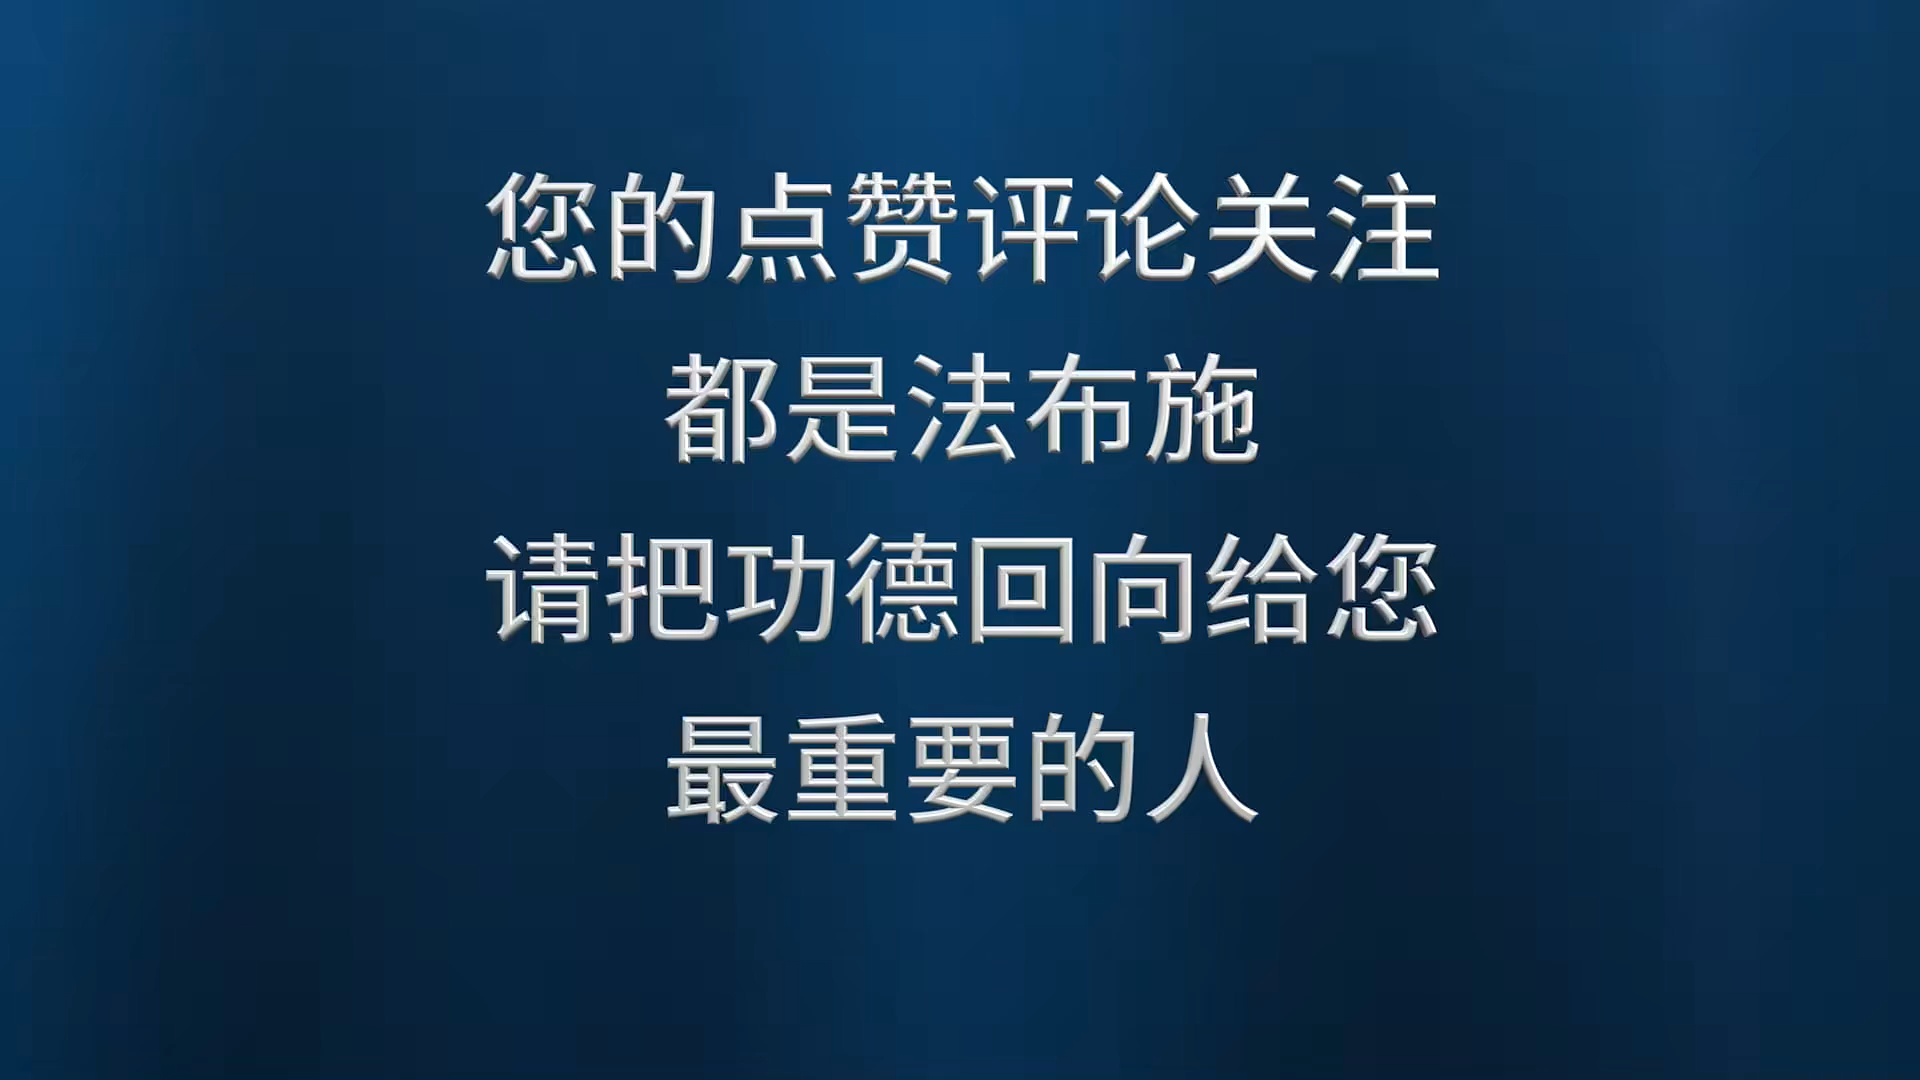 您的点赞评论关注
都是法布施
请把功德回向给您
最重要的人